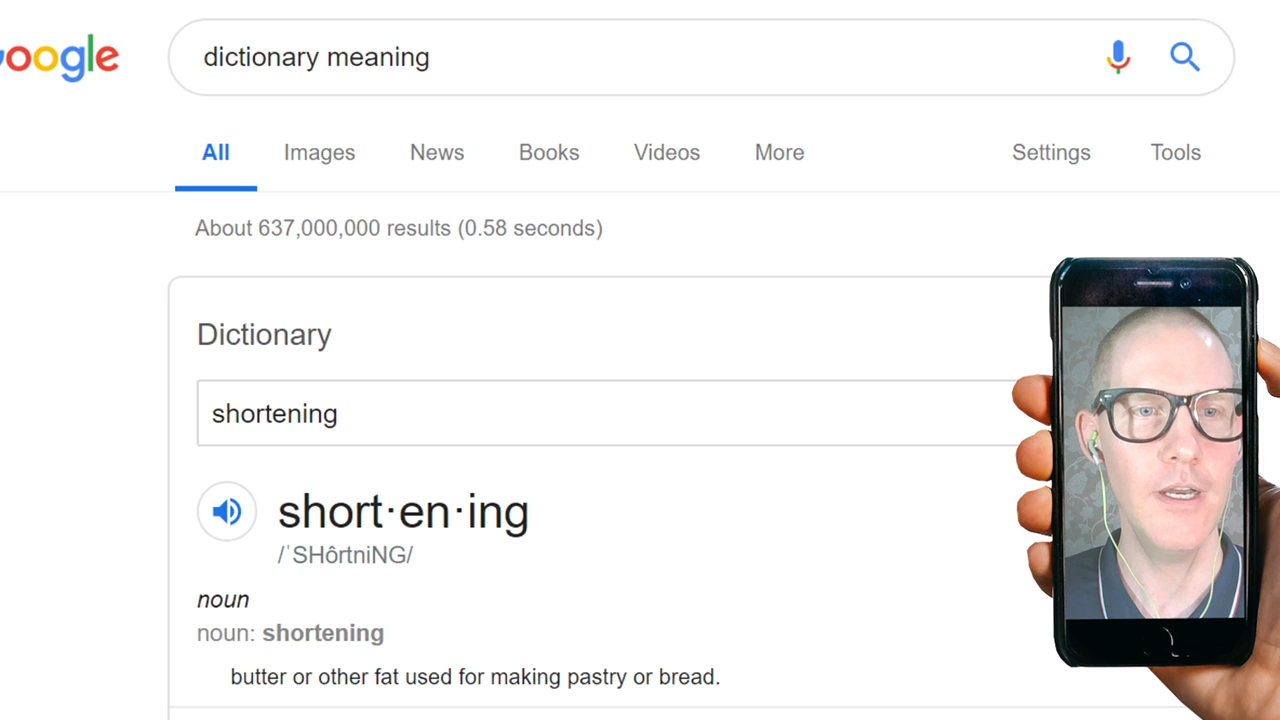 Google
dictionary meaning
All Images News Books Videos More Settings Tools
About 637,000,000 results (0.58 seconds)
Dictionary
shortening
short·en·ing
/ˈSHôrtniNG/
noun
noun: shortening
butter or other fat used for making pastry or bread.